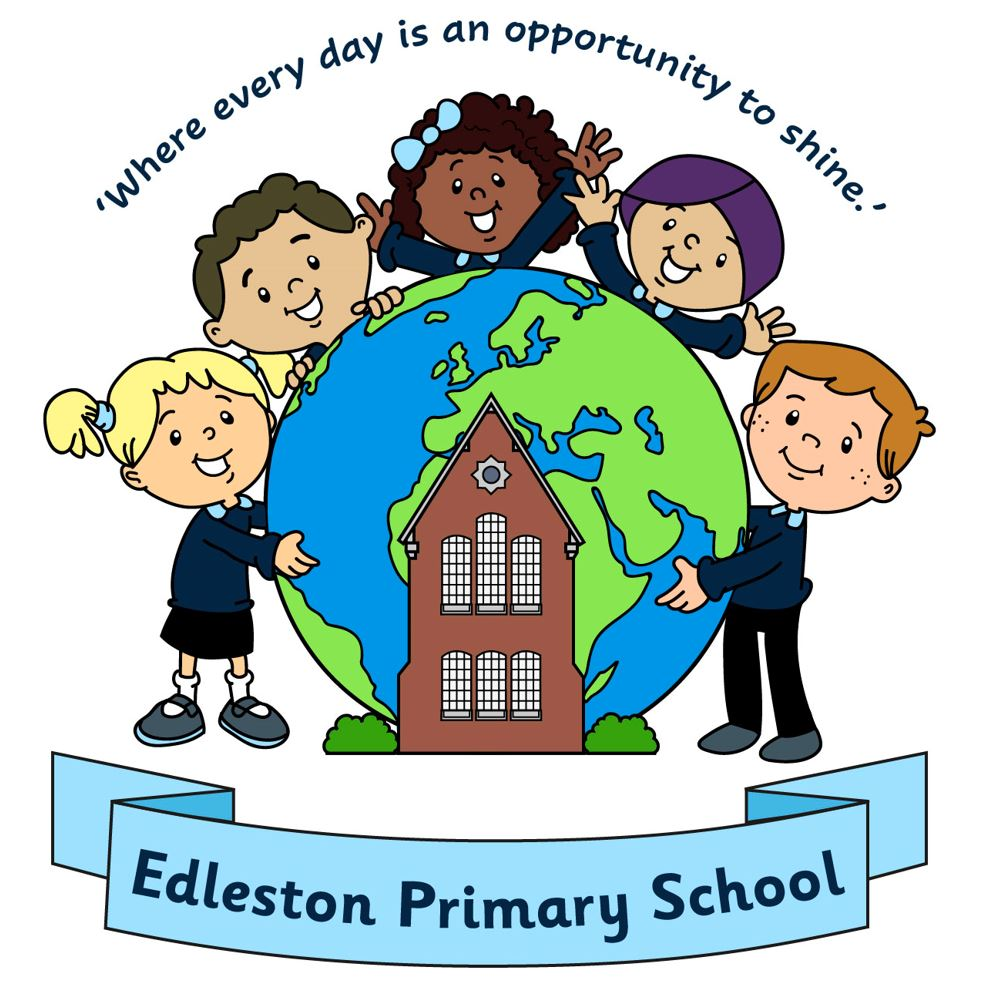 ‘Where every day is an opportunity to shine.’
Edleston Primary School